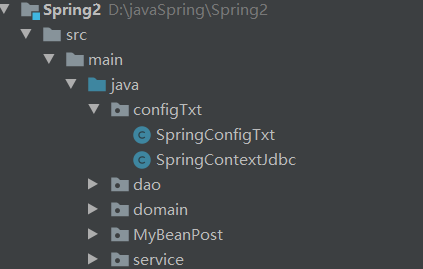 Spring2 D:\javaSpring\Spring2
src
main
java
configTxt
SpringConfigTxt
SpringContextJdbc
dao
domain
MyBeanPost
service